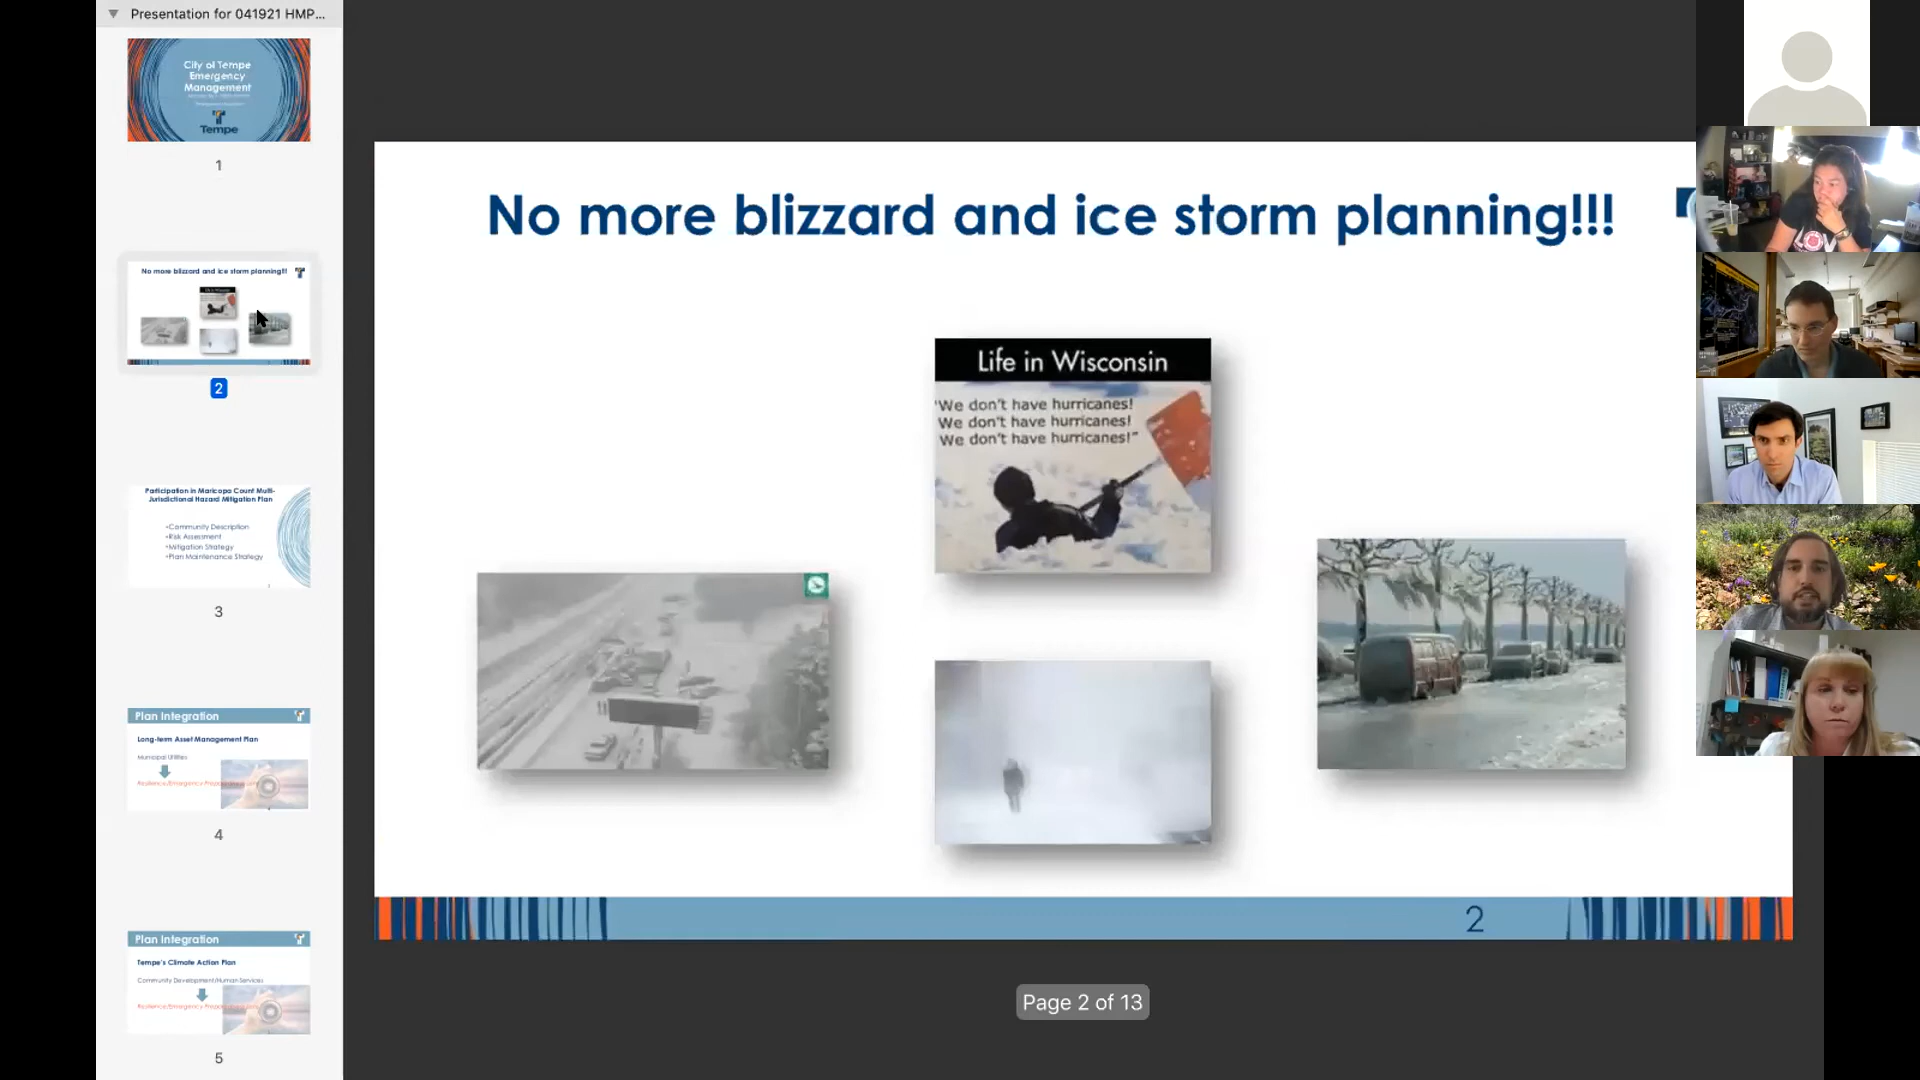 Presentation for 041921 HMP...
City of Tempe
Emergency
Management
Tempe
1
No more blizzard and ice storm planning!!!
2
Participation in Maricopa Count Multi-
Jurisdictional Hazard Mitigation Plan
•Community Description
•Risk Assessment
•Mitigation Strategy
•Plan Maintenance Strategy
3
Plan Integration
Long-term Asset Management Plan
Municipal Utilities
4
Plan Integration
Tempe's Climate Action Plan
Community Development/Human Services
5
No more blizzard and ice storm planning!!!
Life in Wisconsin
"We don't have hurricanes!
We don't have hurricanes!
We don't have hurricanes!"
2
Page 2 of 13